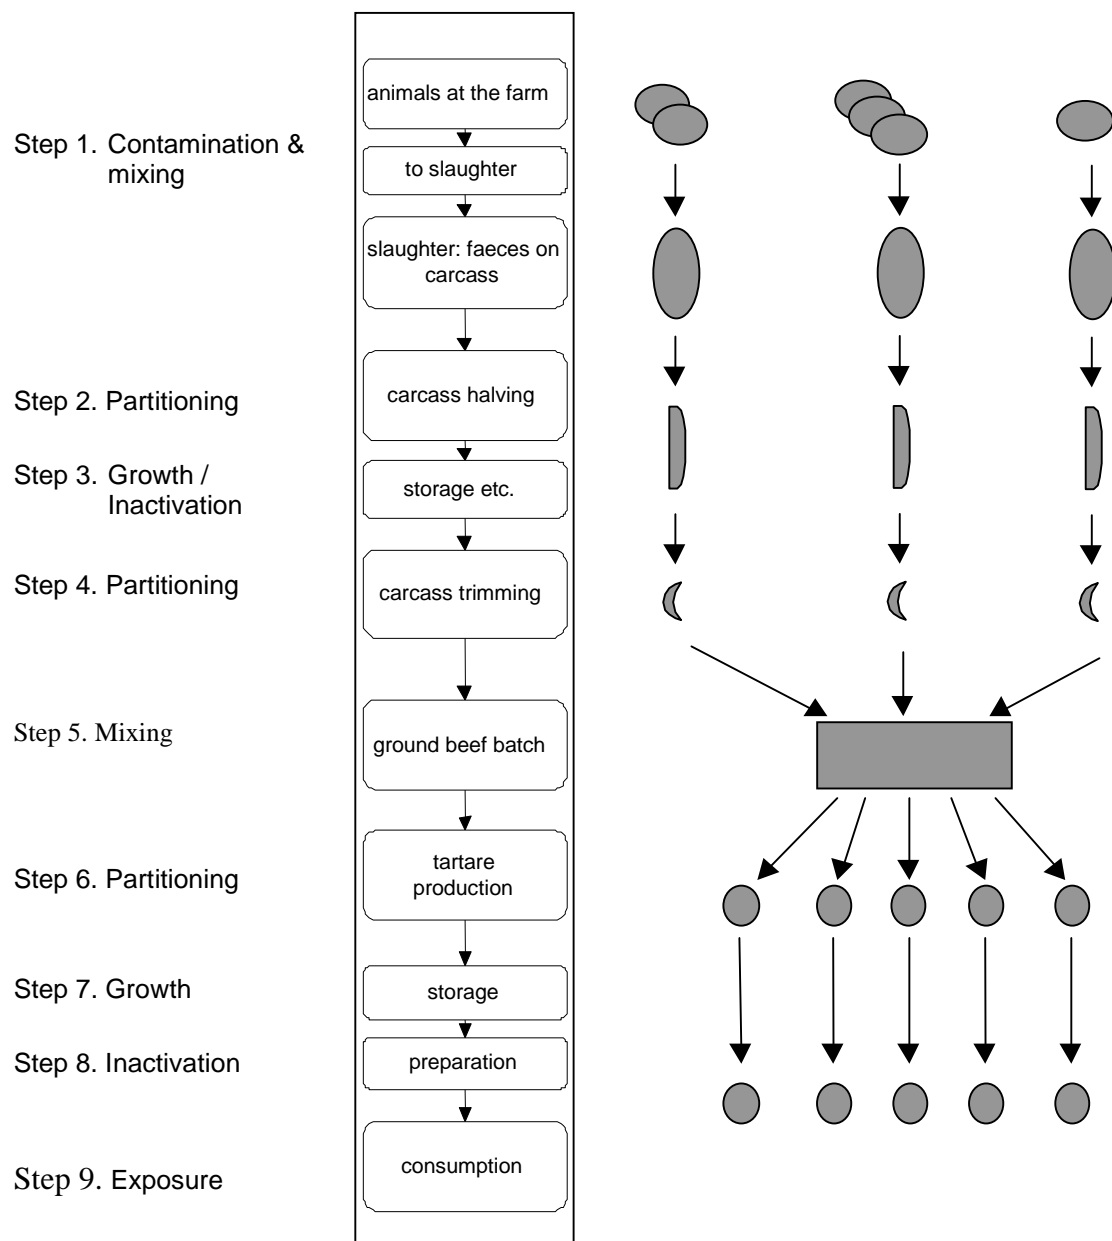 animals at the farm
Step 1. Contamination &
mixing
to slaughter
slaughter: faeces on
carcass
Step 2. Partitioning
carcass halving
Step 3. Growth /
Inactivation
storage etc.
Step 4. Partitioning
carcass trimming
Step 5. Mixing
ground beef batch
Step 6. Partitioning
tartare
production
Step 7. Growth
storage
Step 8. Inactivation
preparation
Step 9. Exposure
consumption